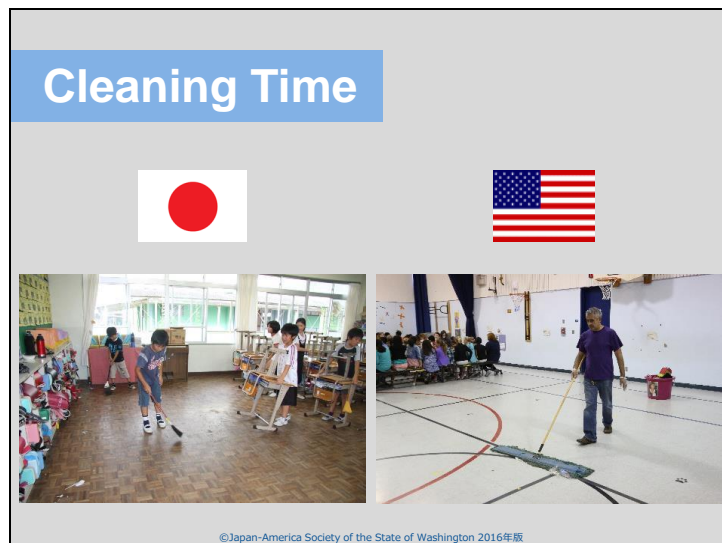 Cleaning Time
©Japan-America Society of the State of Washington 2016年版